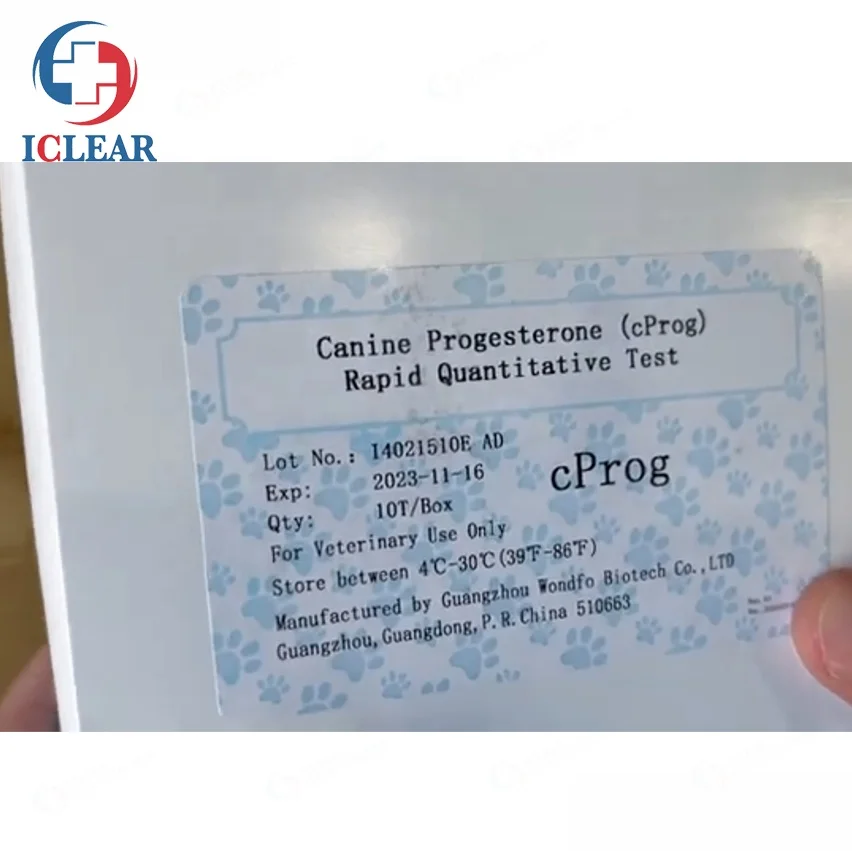 ICLEAR
Canine Progesterone (cProg)
Rapid Quantitative Test
Lot No.: I4021510E AD
Exp: 2023-11-16
Qty: 10T/Box
cProg
For Veterinary Use Only
Store between 4℃-30℃(39℉-86℉)
Manufactured by Guangzhou Wondfo Biotech Co.,LTD
Guangzhou,Guangdong,P.R.China 510663